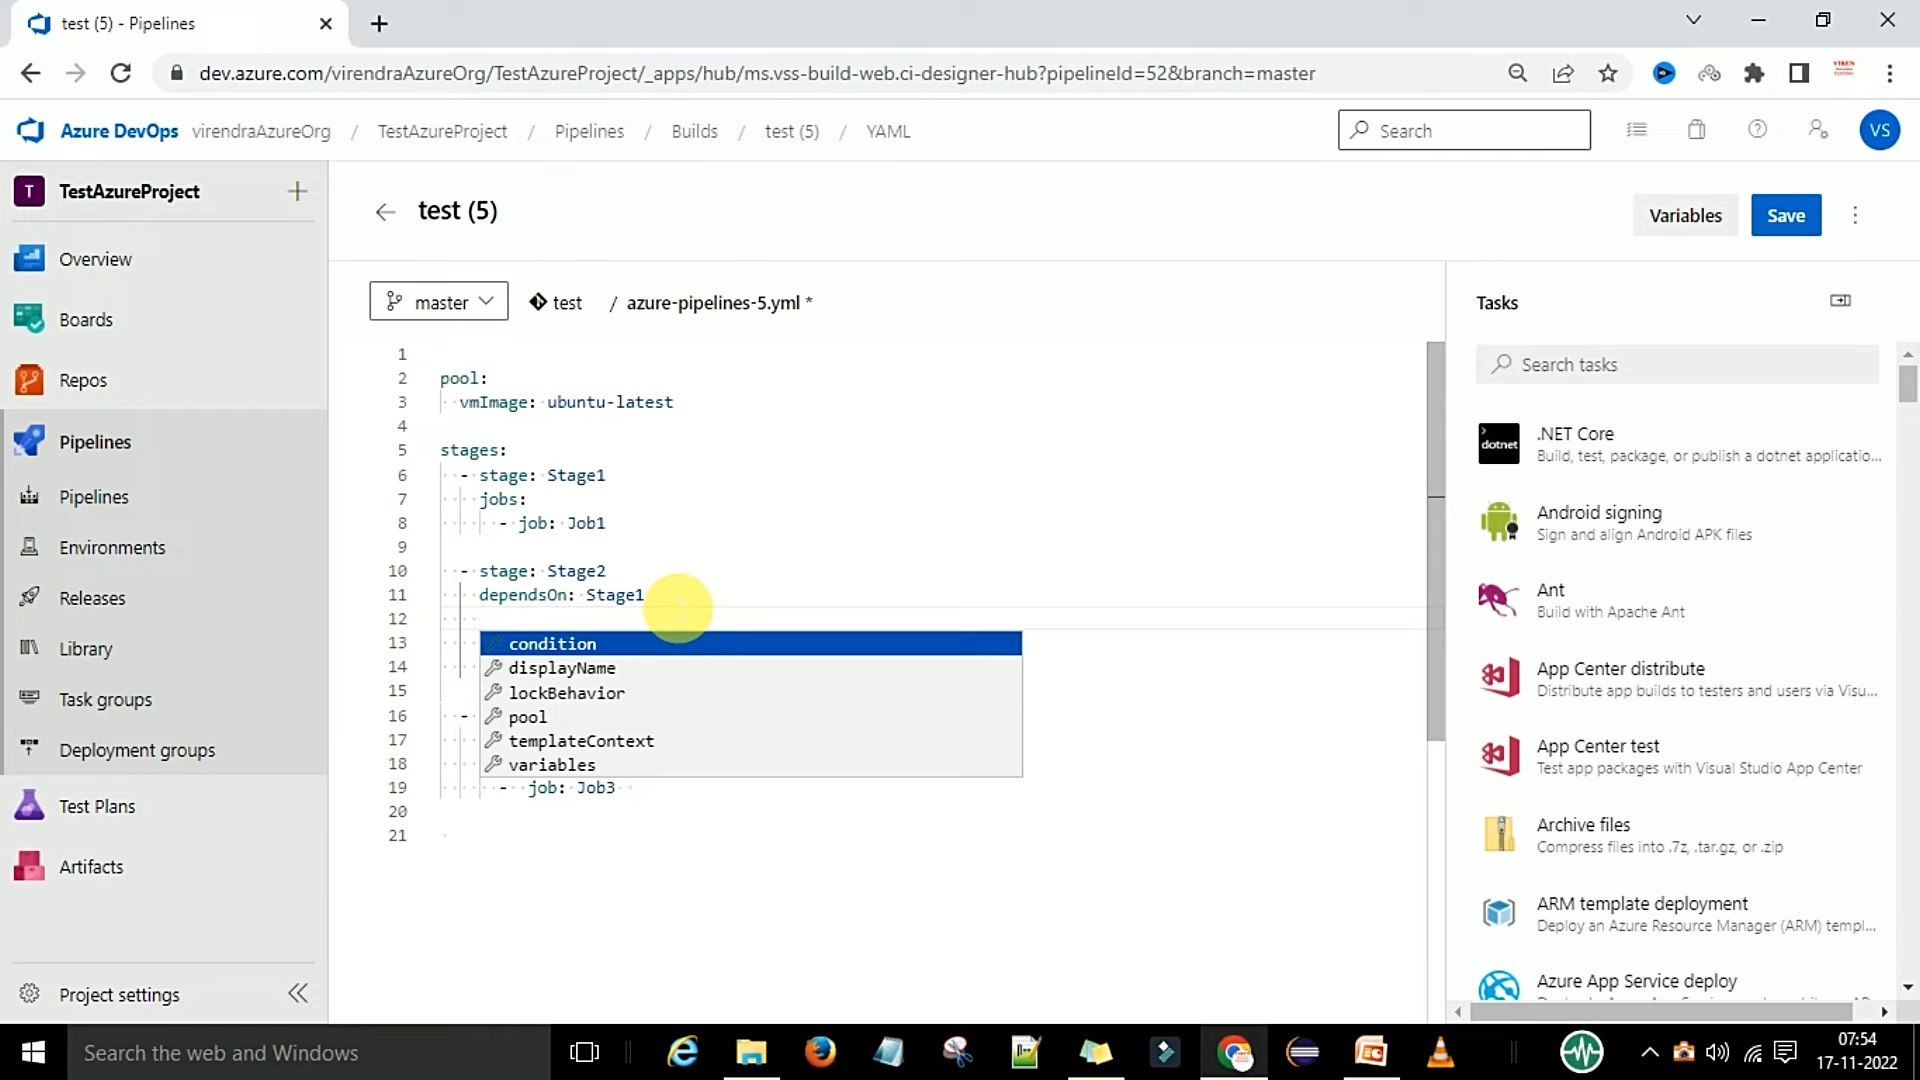 test (5) - Pipelines
dev.azure.com/virendraAzureOrg/TestAzureProject/_apps/hub/ms.vss-build-web.ci-designer-hub?pipelineId=52&branch=master
Azure DevOps virendraAzureOrg / TestAzureProject / Pipelines / Builds / test (5) / YAML
Search
VS
T TestAzureProject
Overview
Boards
Repos
Pipelines
Pipelines
Environments
Releases
Library
Task groups
Deployment groups
Test Plans
Artifacts
Project settings
test (5)
Variables
Save
master
test / azure-pipelines-5.yml *
1
2 pool:
3 vmImage: ubuntu-latest
4
5 stages:
6 - stage: Stage1
7 jobs:
8 - job: Job1
9
10 - stage: Stage2
11 dependsOn: Stage1
12
13
14
15
16 -
17
18
19 - job: Job3
20
21
condition
displayName
lockBehavior
pool
templateContext
variables
Tasks
Search tasks
dotnet
.NET Core
Build, test, package, or publish a dotnet applicatio...
Android signing
Sign and align Android APK files
Ant
Build with Apache Ant
App Center distribute
Distribute app builds to testers and users via Visu...
App Center test
Test app packages with Visual Studio App Center
Archive files
Compress files into .7z, .tar.gz, or .zip
ARM template deployment
Deploy an Azure Resource Manager (ARM) templ...
Azure App Service deploy
Search the web and Windows
07:54
17-11-2022